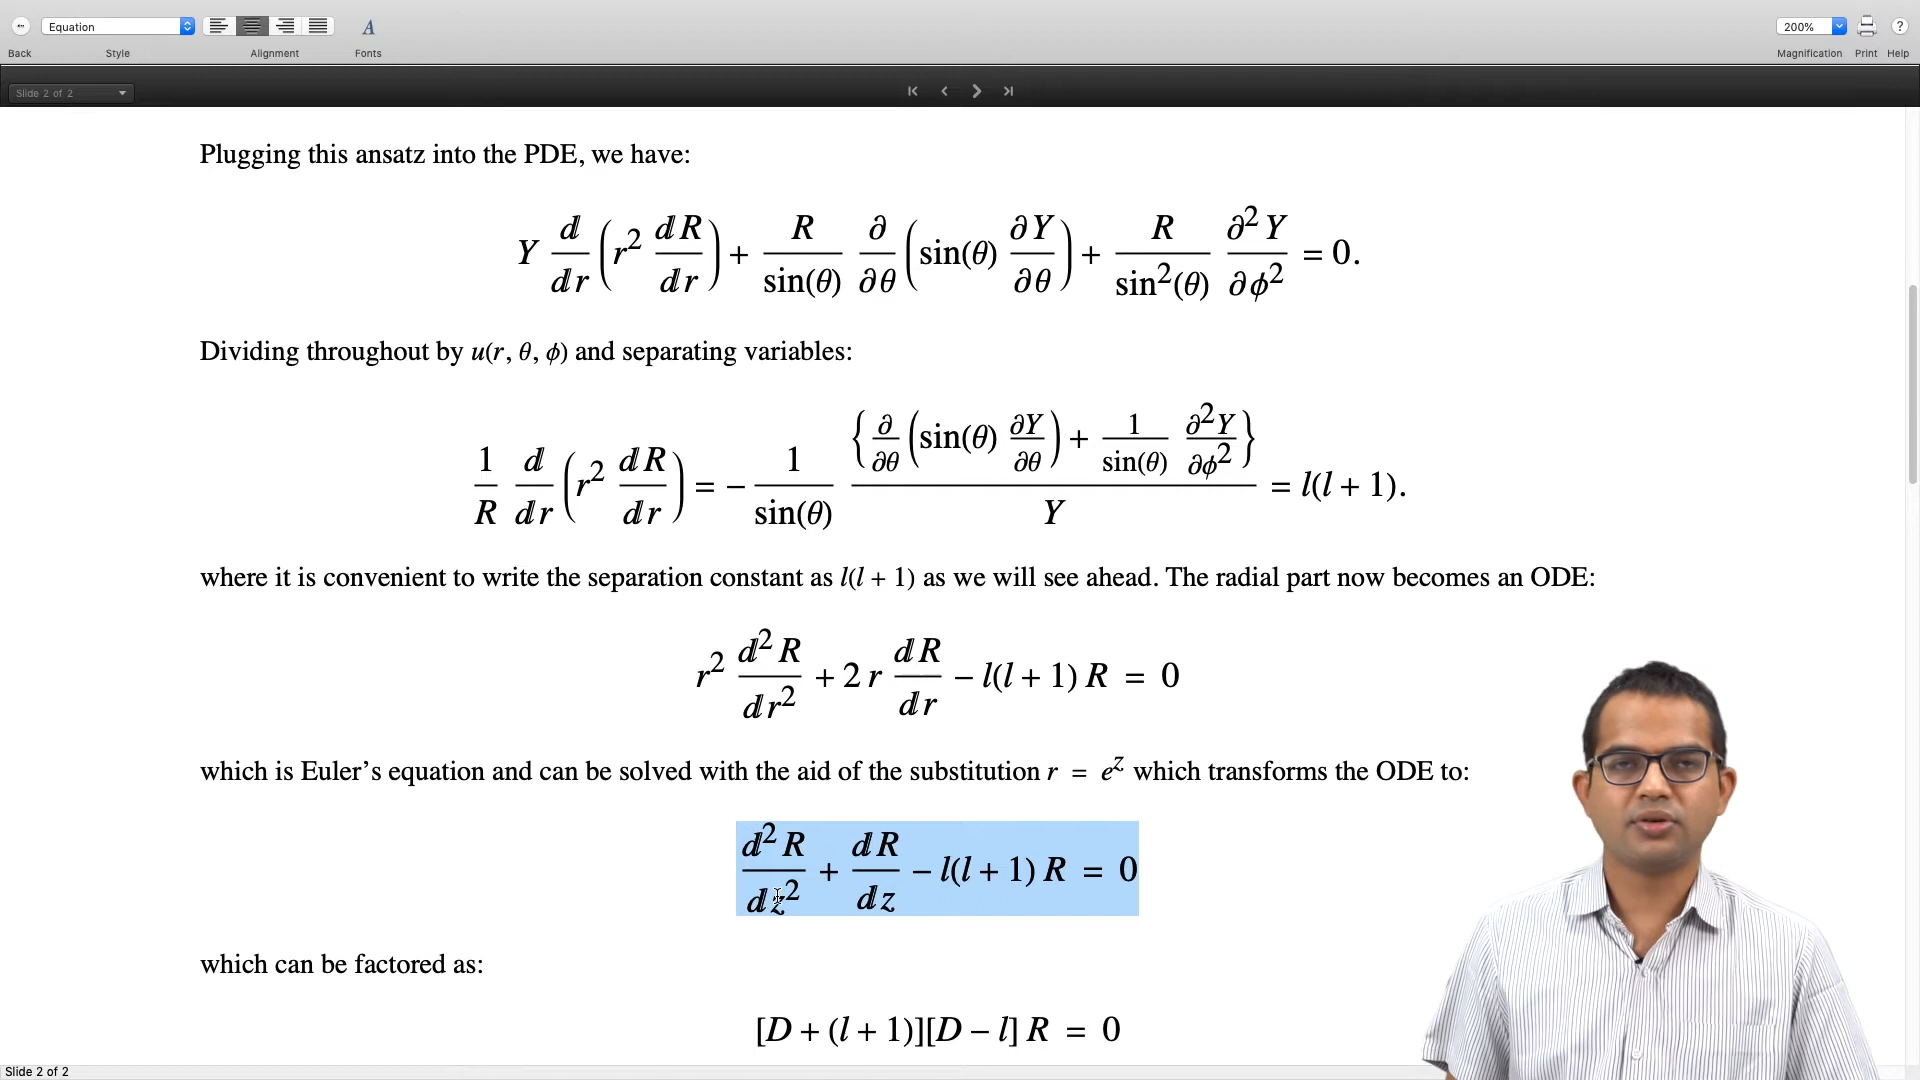 Equation
200%
Back Style Alignment Fonts Magnification Print Help
Slide 2 of 2
Plugging this ansatz into the PDE, we have:
Y d/dr (r² dR/dr) + R/sin(θ) ∂/∂θ (sin(θ) ∂Y/∂θ) + R/sin²(θ) ∂²Y/∂ϕ² = 0.
Dividing throughout by u(r, θ, ϕ) and separating variables:
1/R d/dr (r² dR/dr) = − 1/sin(θ) {∂/∂θ (sin(θ) ∂Y/∂θ) + 1/sin(θ) ∂²Y/∂ϕ²}/Y = l(l + 1).
where it is convenient to write the separation constant as l(l + 1) as we will see ahead. The radial part now becomes an ODE:
r² d²R/dr² + 2 r dR/dr − l(l + 1) R = 0
which is Euler’s equation and can be solved with the aid of the substitution r = e^z which transforms the ODE to:
d²R/dz² + dR/dz − l(l + 1) R = 0
which can be factored as:
[D + (l + 1)][D − l] R = 0
Slide 2 of 2